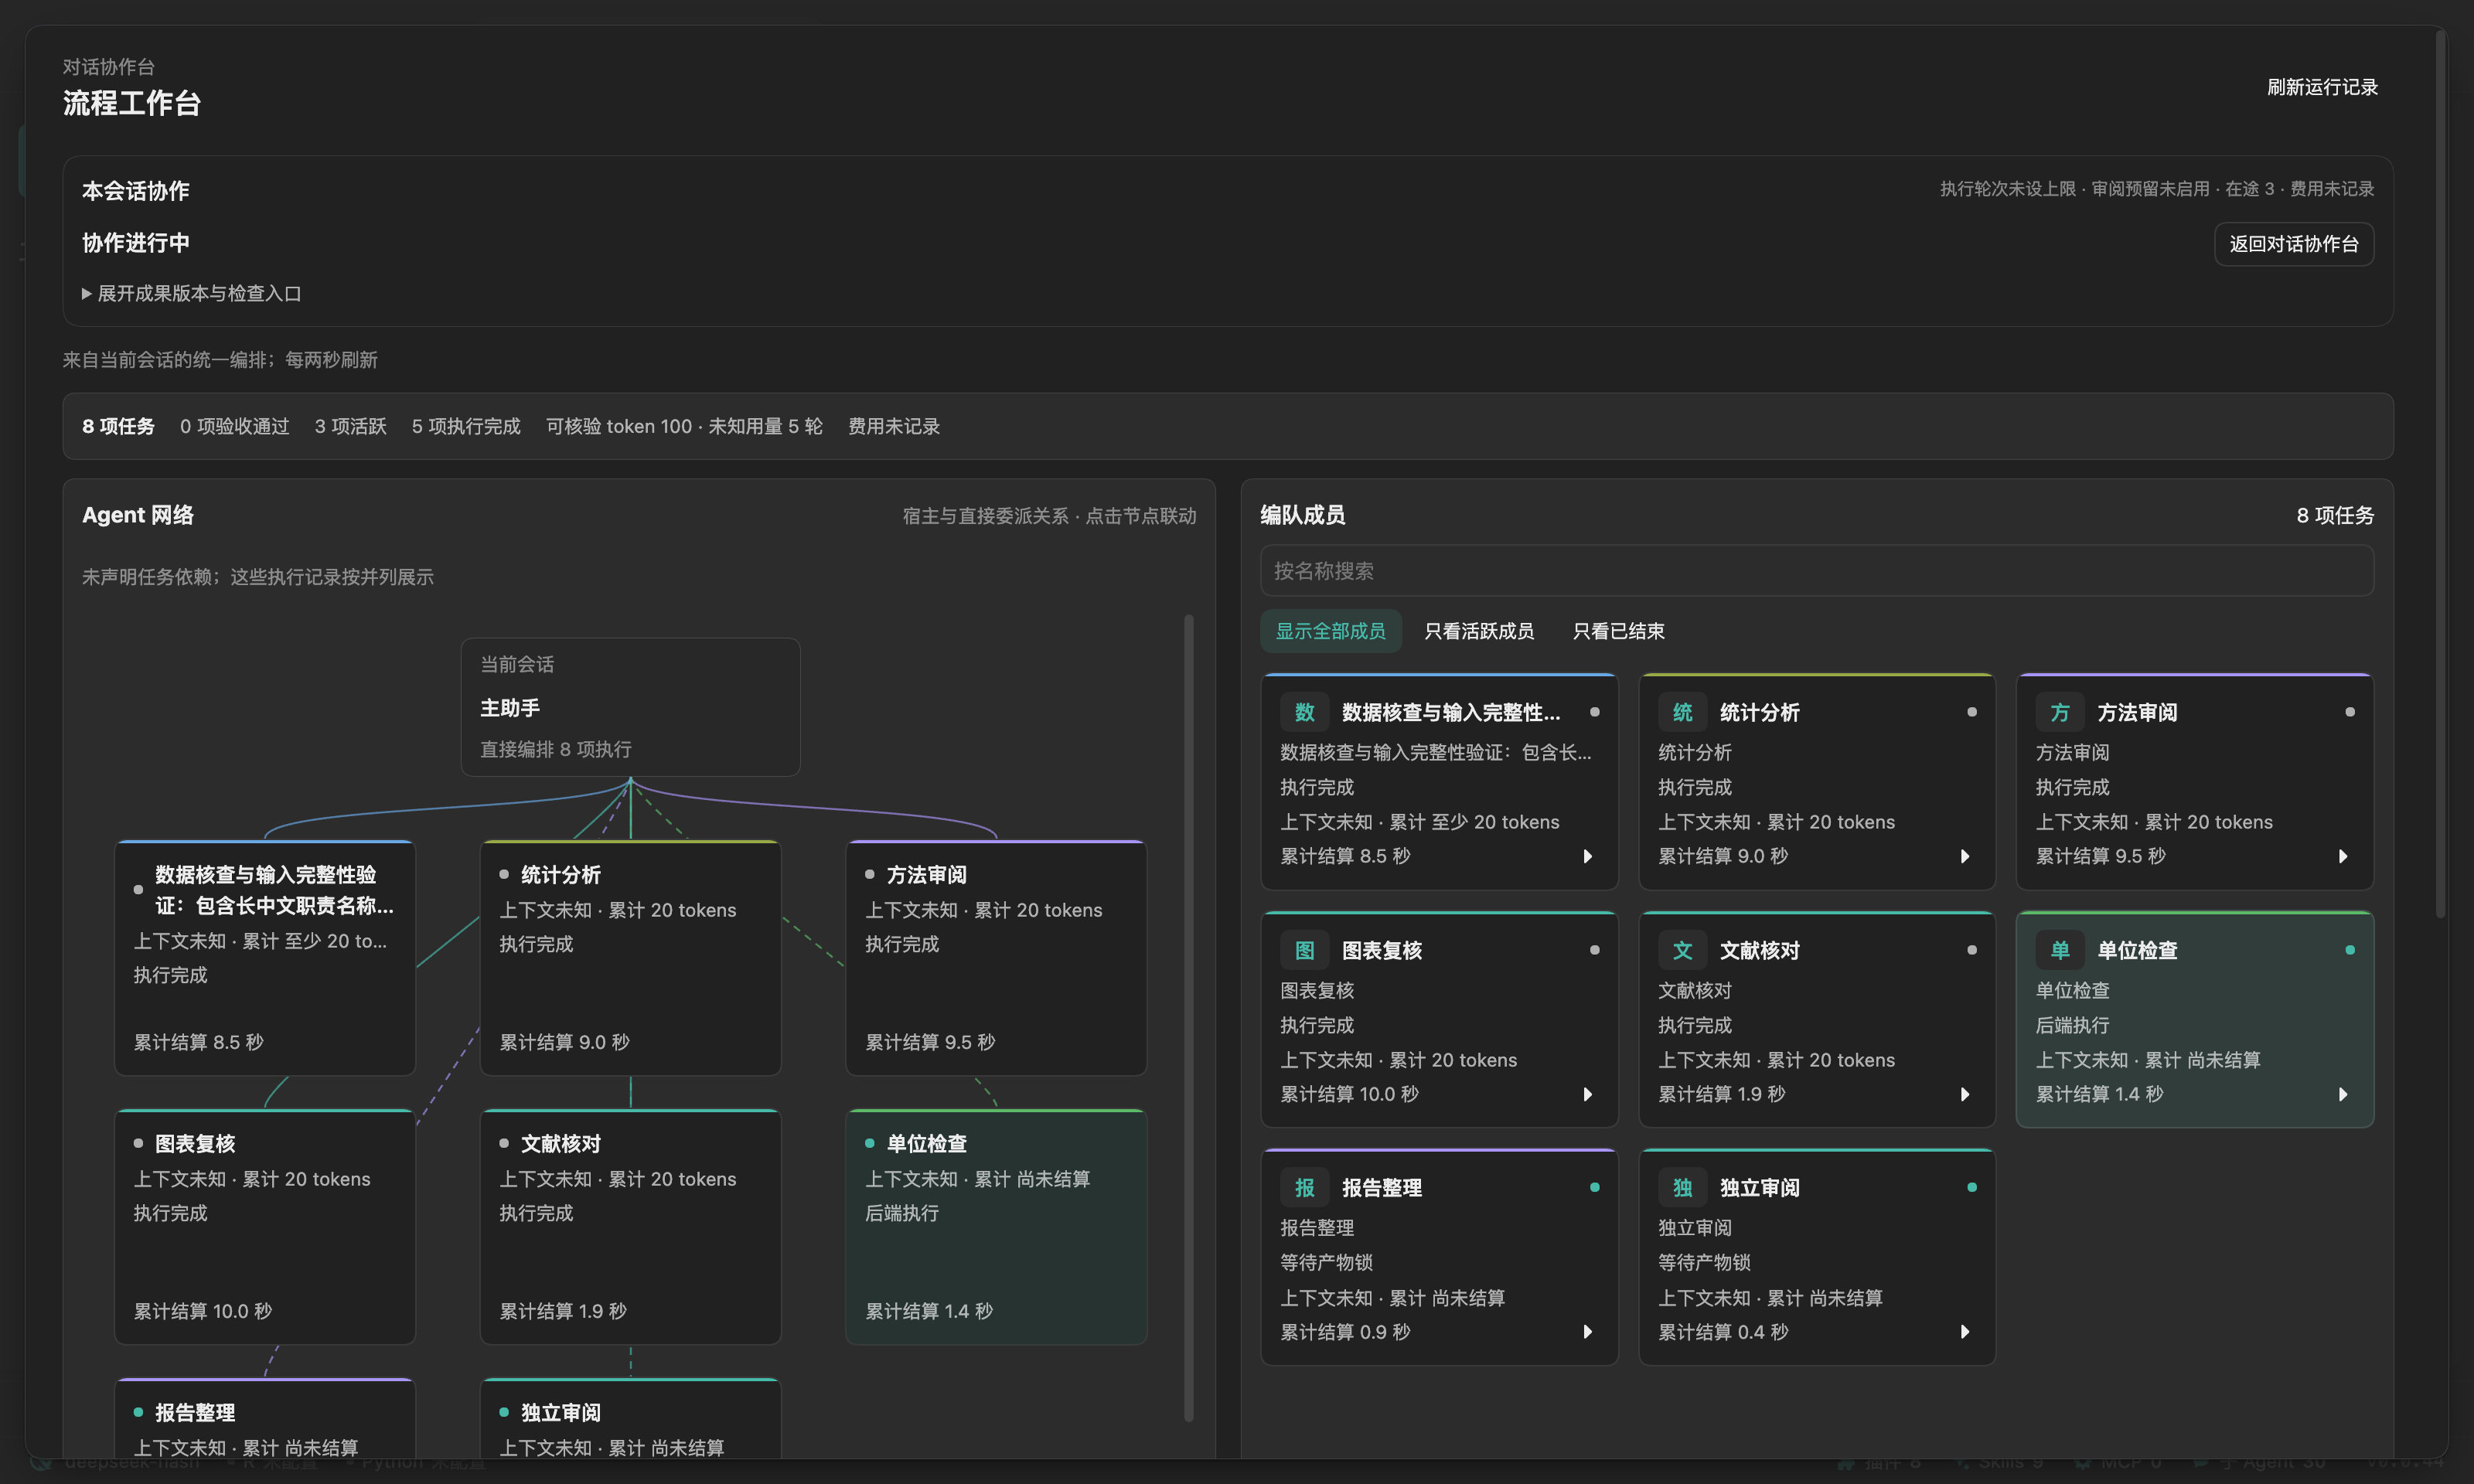 对话协作台
流程工作台
刷新运行记录
本会话协作
执行轮次未设上限 · 审阅预留未启用 · 在途 3 · 费用未记录
协作进行中
返回对话协作台
展开成果版本与检查入口
来自当前会话的统一编排；每两秒刷新
8 项任务 0 项验收通过 3 项活跃 5 项执行完成 可核验 token 100 · 未知用量 5 轮 费用未记录
Agent 网络
宿主与直接委派关系 · 点击节点联动
未声明任务依赖；这些执行记录按并列展示
当前会话
主助手
直接编排 8 项执行
数据核查与输入完整性验
证：包含长中文职责名称...
上下文未知 · 累计 至少 20 to...
执行完成
累计结算 8.5 秒
统计分析
上下文未知 · 累计 20 tokens
执行完成
累计结算 9.0 秒
方法审阅
上下文未知 · 累计 20 tokens
执行完成
累计结算 9.5 秒
图表复核
上下文未知 · 累计 20 tokens
执行完成
累计结算 10.0 秒
文献核对
上下文未知 · 累计 20 tokens
执行完成
累计结算 1.9 秒
单位检查
上下文未知 · 累计 尚未结算
后端执行
累计结算 1.4 秒
报告整理
上下文未知 · 累计 尚未结算
独立审阅
上下文未知 · 累计 尚未结算
编队成员
8 项任务
按名称搜索
显示全部成员 只看活跃成员 只看已结束
数 数据核查与输入完整性...
数据核查与输入完整性验证：包含长...
执行完成
上下文未知 · 累计 至少 20 tokens
累计结算 8.5 秒
统 统计分析
统计分析
执行完成
上下文未知 · 累计 20 tokens
累计结算 9.0 秒
方 方法审阅
方法审阅
执行完成
上下文未知 · 累计 20 tokens
累计结算 9.5 秒
图 图表复核
图表复核
执行完成
上下文未知 · 累计 20 tokens
累计结算 10.0 秒
文 文献核对
文献核对
执行完成
上下文未知 · 累计 20 tokens
累计结算 1.9 秒
单 单位检查
单位检查
后端执行
上下文未知 · 累计 尚未结算
累计结算 1.4 秒
报 报告整理
报告整理
等待产物锁
上下文未知 · 累计 尚未结算
累计结算 0.9 秒
独 独立审阅
独立审阅
等待产物锁
上下文未知 · 累计 尚未结算
累计结算 0.4 秒